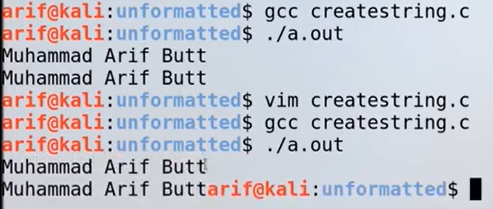 arif@kali:unformatted$ gcc createstring.c
arif@kali:unformatted$ ./a.out
Muhammad Arif Butt
Muhammad Arif Butt
arif@kali:unformatted$ vim createstring.c
arif@kali:unformatted$ gcc createstring.c
arif@kali:unformatted$ ./a.out
Muhammad Arif Butt
Muhammad Arif Buttarif@kali:unformatted$